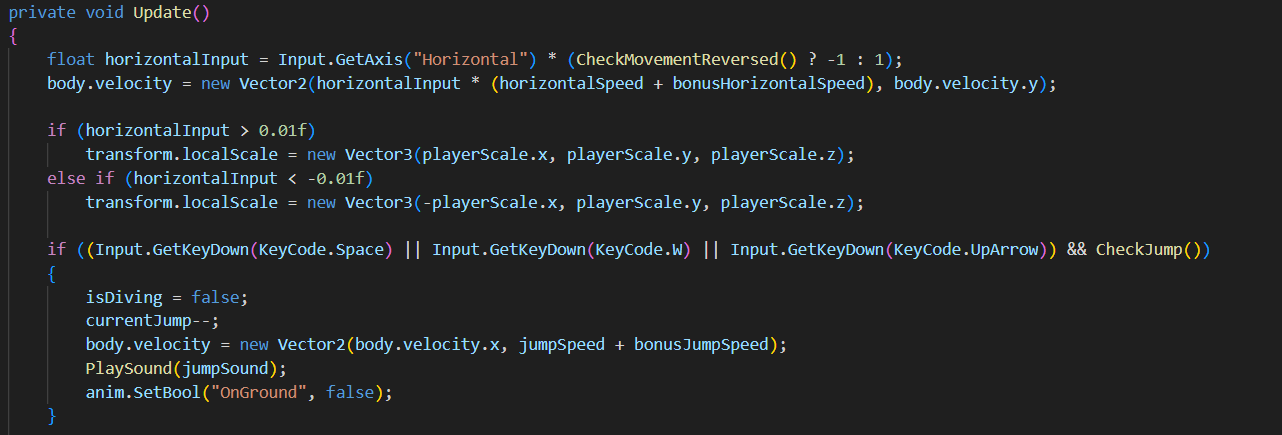 private void Update()
{
float horizontalInput = Input.GetAxis("Horizontal") * (CheckMovementReversed() ? -1 : 1);
body.velocity = new Vector2(horizontalInput * (horizontalSpeed + bonusHorizontalSpeed), body.velocity.y);
if (horizontalInput > 0.01f)
transform.localScale = new Vector3(playerScale.x, playerScale.y, playerScale.z);
else if (horizontalInput < -0.01f)
transform.localScale = new Vector3(-playerScale.x, playerScale.y, playerScale.z);
if ((Input.GetKeyDown(KeyCode.Space) || Input.GetKeyDown(KeyCode.W) || Input.GetKeyDown(KeyCode.UpArrow)) && CheckJump())
{
isDiving = false;
currentJump--;
body.velocity = new Vector2(body.velocity.x, jumpSpeed + bonusJumpSpeed);
PlaySound(jumpSound);
anim.SetBool("OnGround", false);
}